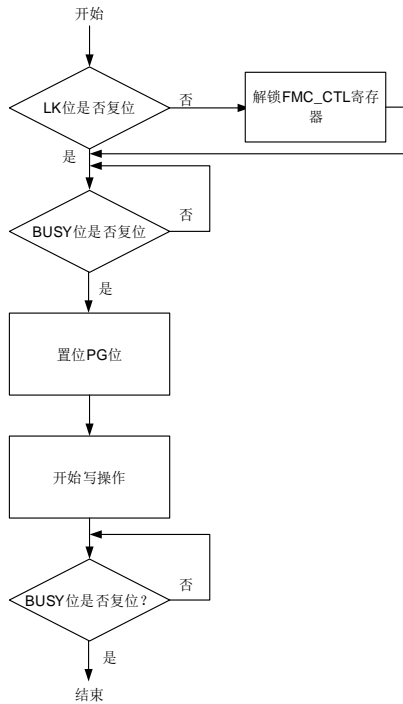 开始
LK位是否复位
否
解锁FMC_CTL寄存
器
是
BUSY位是否复位
否
是
置位PG位
开始写操作
BUSY位是否复位？
否
是
结束